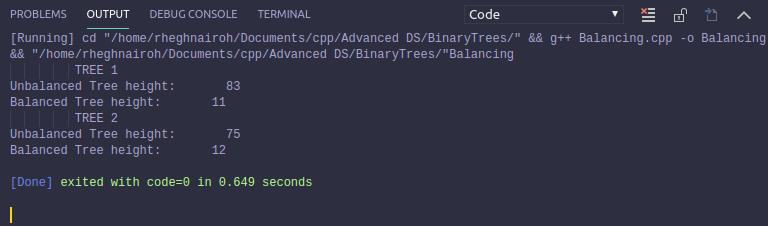 PROBLEMS OUTPUT DEBUG CONSOLE TERMINAL Code
[Running] cd "/home/rheghnairoh/Documents/cpp/Advanced DS/BinaryTrees/" && g++ Balancing.cpp -o Balancing
&& "/home/rheghnairoh/Documents/cpp/Advanced DS/BinaryTrees/"Balancing
TREE 1
Unbalanced Tree height: 83
Balanced Tree height: 11
TREE 2
Unbalanced Tree height: 75
Balanced Tree height: 12
[Done] exited with code=0 in 0.649 seconds